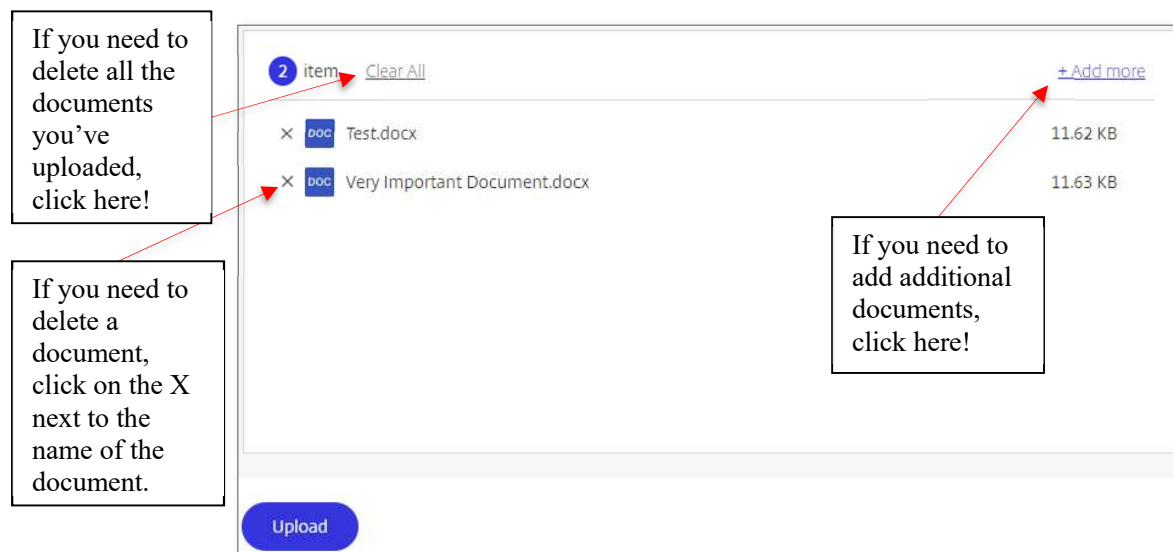 If you need to
delete all the
documents
you’ve
uploaded,
click here!
2 item Clear All
+ Add more
× DOC Test.docx 11.62 KB
× DOC Very Important Document.docx 11.63 KB
If you need to
add additional
documents,
click here!
If you need to
delete a
document,
click on the X
next to the
name of the
document.
Upload